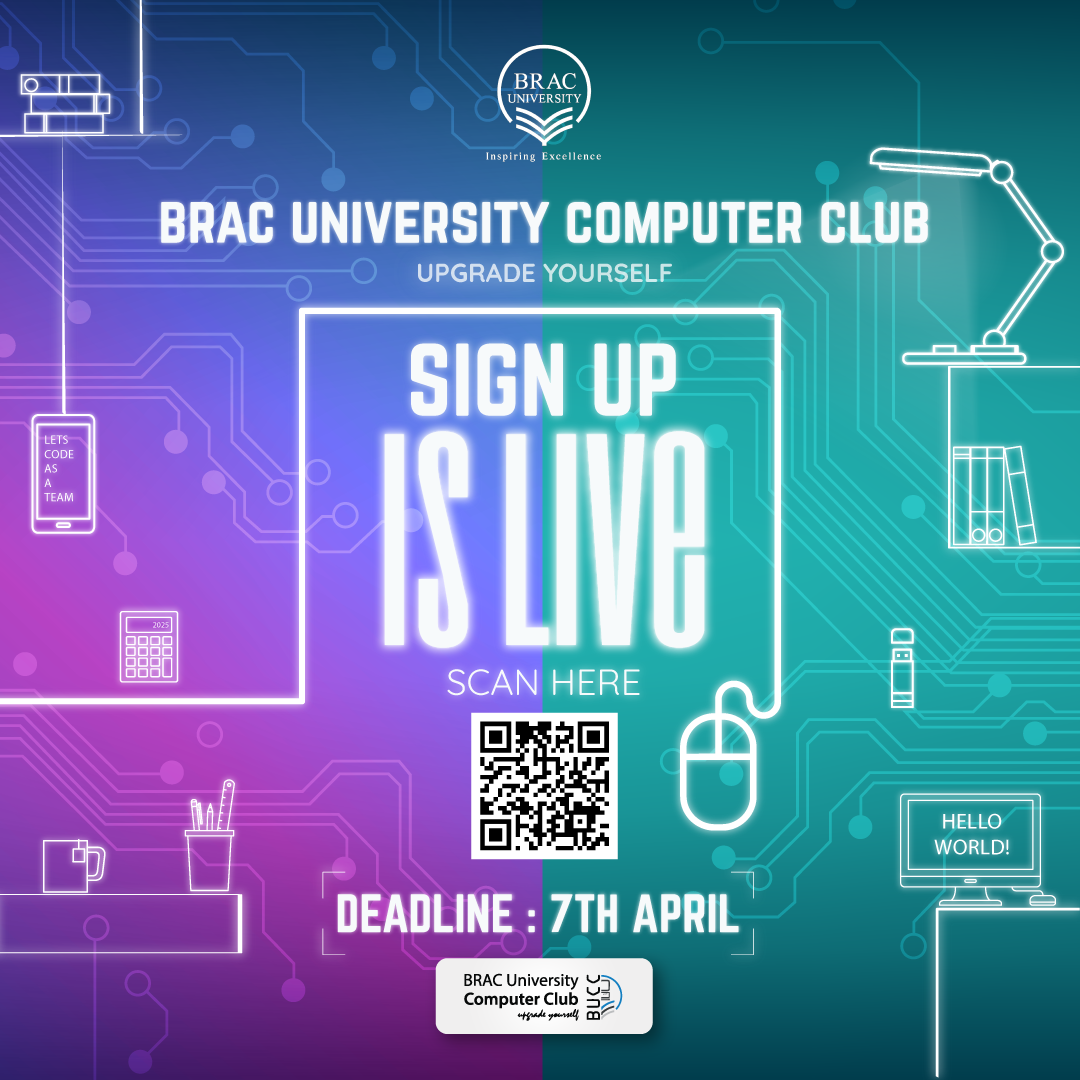 BRAC
UNIVERSITY
Inspiring Excellence
BRAC UNIVERSITY COMPUTER CLUB
UPGRADE YOURSELF
SIGN UP
IS LIVE
LETS
CODE
AS
A
TEAM
2025
SCAN HERE
HELLO
WORLD!
DEADLINE : 7TH APRIL
BRAC University
Computer Club
upgrade yourself
BUCC